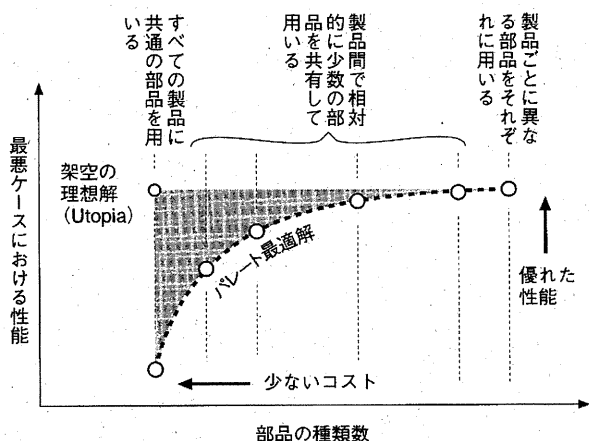 すべての製品に
共通の部品を用
いる
製品間で相対
的に少数の部
品を共有して
用いる
製品ごとに異な
る部品をそれぞ
れに用いる
最悪ケースにおける性能
架空の
理想解
(Utopia)
パレート最適解
優れた
性能
少ないコスト
部品の種類数